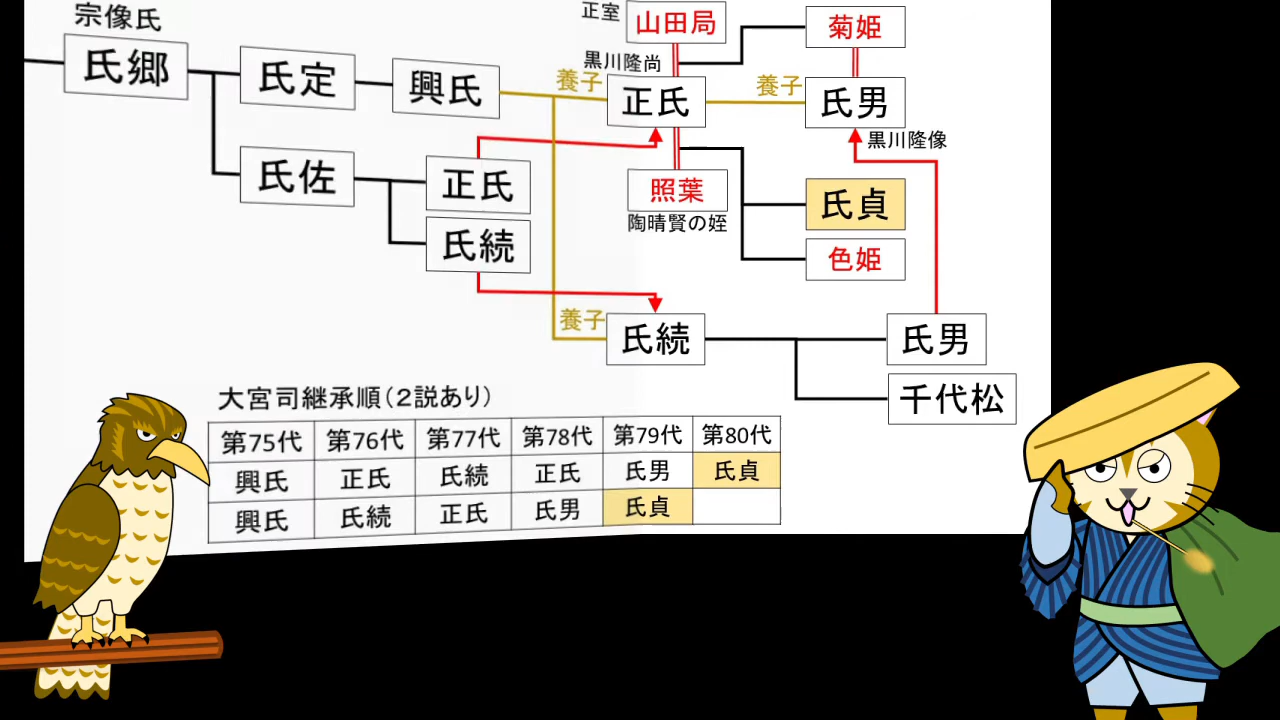 宗像氏
氏郷
氏定
興氏
氏佐
正氏
氏続
正室
山田局
黒川隆尚
養子
正氏
照葉
陶晴賢の姪
養子
氏続
菊姫
養子
氏男
黒川隆像
氏貞
色姫
氏男
千代松
大宮司継承順(2説あり)
第75代 第76代 第77代 第78代 第79代 第80代
興氏 正氏 氏続 正氏 氏男 氏貞
興氏 氏続 正氏 氏男 氏貞